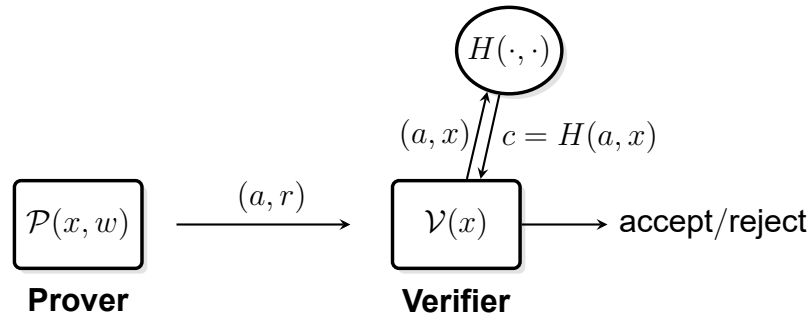 H(·, ·)
(a, x)
c = H(a, x)
(a, r)
𝒫(x, w)
𝒱(x)
accept/reject
Prover
Verifier